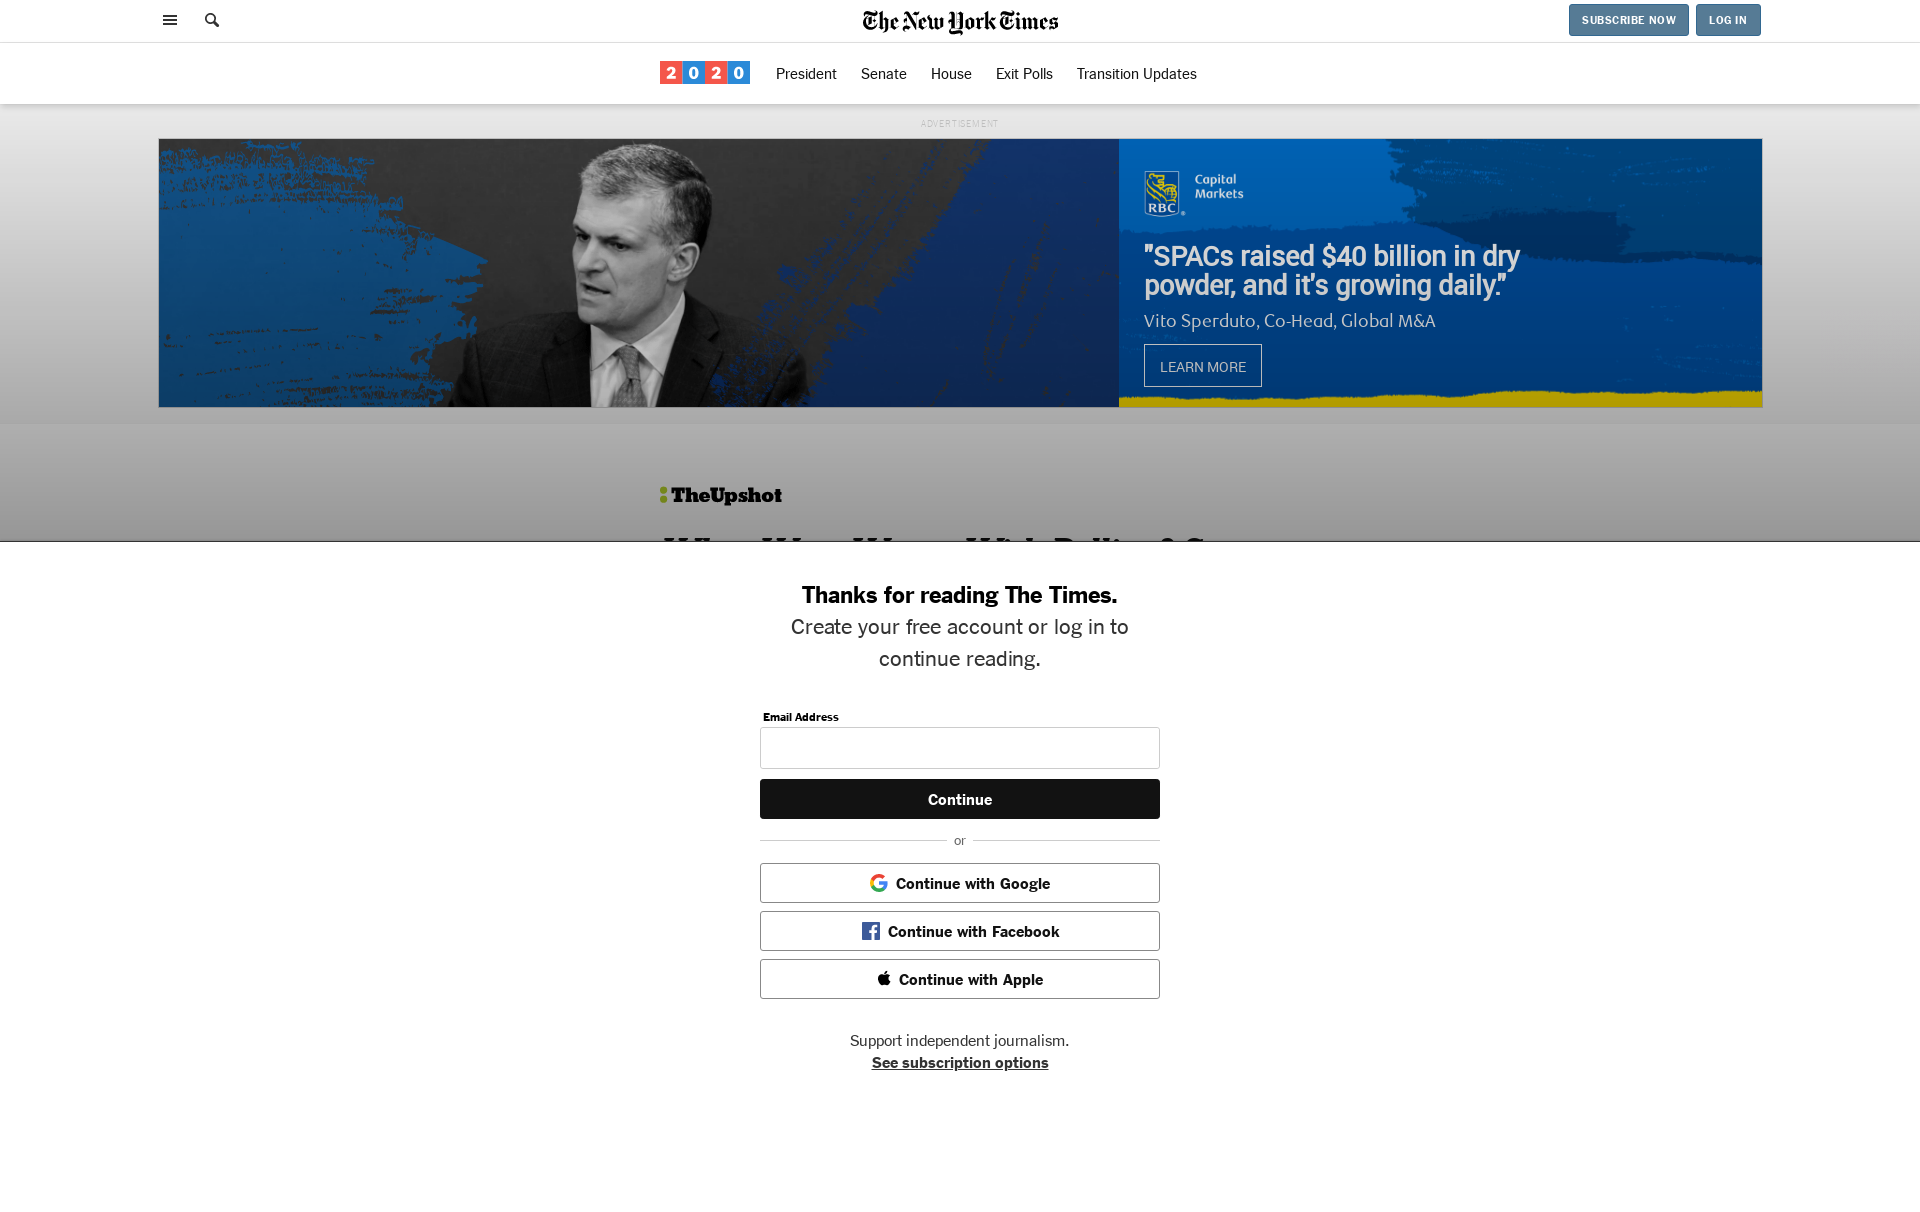 The New York Times
SUBSCRIBE NOW
LOG IN
2020
President
Senate
House
Exit Polls
Transition Updates
ADVERTISEMENT
RBC
Capital
Markets
"SPACs raised $40 billion in dry
powder, and it's growing daily."
Vito Sperduto, Co-Head, Global M&A
LEARN MORE
TheUpshot
Thanks for reading The Times.
Create your free account or log in to
continue reading.
Email Address
Continue
or
Continue with Google
Continue with Facebook
Continue with Apple
Support independent journalism.
See subscription options